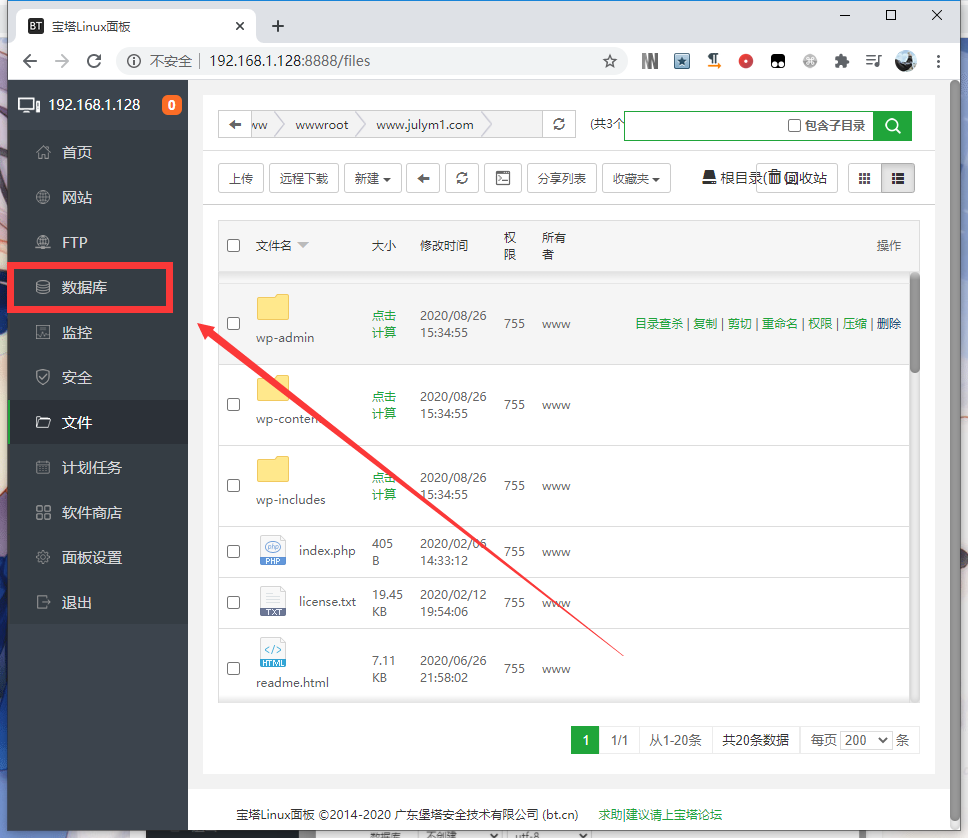 BT 宝塔Linux面板
不安全 192.168.1.128:8888/files
192.168.1.128 0
首页
网站
FTP
数据库
监控
安全
文件
计划任务
软件商店
面板设置
退出
ww wwwroot www.julym1.com (共3个 包含子目录
上传 远程下载 新建 分享列表 收藏夹 根目录( 回收站
文件名 大小 修改时间 权限 所有者 操作
wp-admin 点击计算 2020/08/26 15:34:55 755 www 目录查杀 | 复制 | 剪切 | 重命名 | 权限 | 压缩 | 删除
wp-conten 点击计算 2020/08/26 15:34:55 755 www
wp-includes 点击计算 2020/08/26 15:34:55 755 www
php PHP index.php 405 B 2020/02/06 14:33:12 755 www
TXT license.txt 19.45 KB 2020/02/12 19:54:06 755 www
</> HTML readme.html 7.11 KB 2020/06/26 21:58:02 755 www
1 1/1 从1-20条 共20条数据 每页 200 条
宝塔Linux面板 ©2014-2020 广东堡塔安全技术有限公司 (bt.cn) 求助|建议请上宝塔论坛